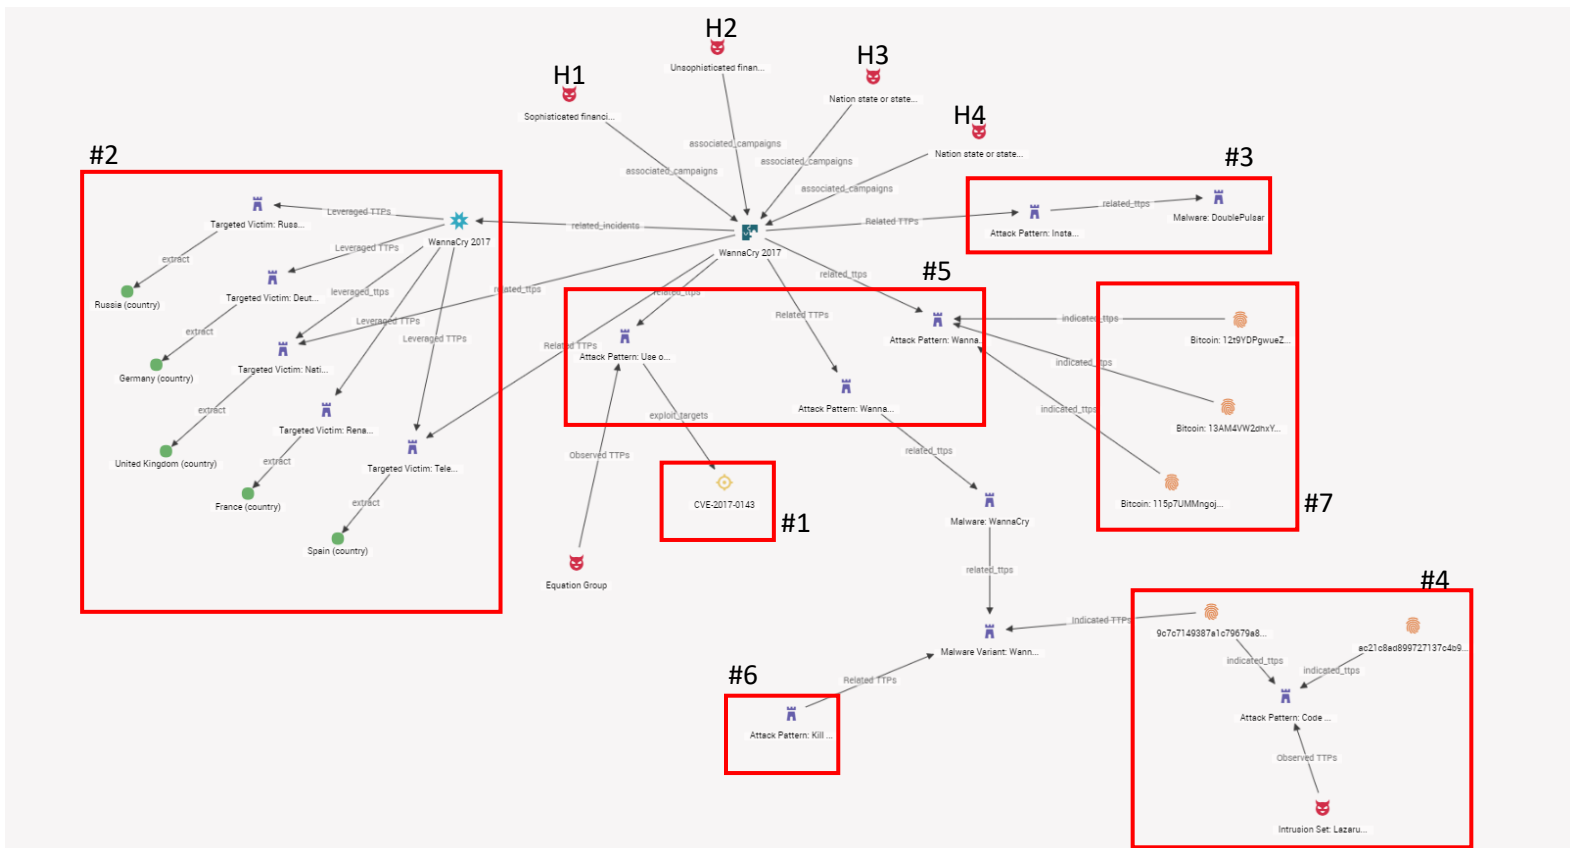 H2
H3
H1
H4
Unsophisticated finan...
Nation state or state...
Sophisticated financi...
Nation state or state...
associated_campaigns
associated_campaigns
associated_campaigns
associated_campaigns
#2
#3
Targeted Victim: Russ...
Leveraged TTPs
WannaCry 2017
related_incidents
WannaCry 2017
Related TTPs
Attack Pattern: Insta...
related_ttps
Malware: DoublePulsar
extract
Russia (country)
Leveraged TTPs
Targeted Victim: Deut...
leveraged_ttps
related_ttps
related_ttps
related_ttps
#5
extract
Germany (country)
Leveraged TTPs
Leveraged TTPs
Targeted Victim: Nati...
Related TTPs
Attack Pattern: Use o...
Related TTPs
Attack Pattern: Wanna...
indicated_ttps
Bitcoin: 12t9YDPgwueZ...
indicated_ttps
extract
United Kingdom (country)
Targeted Victim: Rena...
exploit_targets
Attack Pattern: Wanna...
indicated_ttps
Bitcoin: 13AM4VW2dhxY...
extract
France (country)
Targeted Victim: Tele...
Observed TTPs
related_ttps
extract
Spain (country)
CVE-2017-0143
#1
Malware: WannaCry
Bitcoin: 115p7UMMngoj...
#7
Equation Group
related_ttps
#4
Indicated TTPs
9c7c7149387a1c79679a8...
ac21c8ad899727137c4b9...
Malware Variant: Wann...
indicated_ttps
indicated_ttps
#6
Related TTPs
Attack Pattern: Kill ...
Attack Pattern: Code ...
Observed TTPs
Intrusion Set: Lazaru...